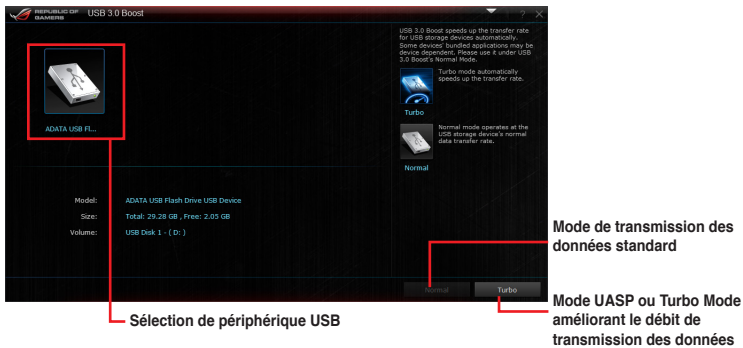 REPUBLIC OF
GAMERS
USB 3.0 Boost
?
ADATA USB Fl...
USB 3.0 Boost speeds up the transfer rate
for USB storage devices automatically.
Some devices' bundled applications may be
device dependent. Please use it under USB
3.0 Boost's Normal Mode.
Turbo mode automatically
speeds up the transfer rate.
Turbo
Normal mode operates at the
USB storage device's normal
data transfer rate.
Normal
Model: ADATA USB Flash Drive USB Device
Size: Total: 29.28 GB , Free: 2.05 GB
Volume: USB Disk 1 - ( D: )
Normal
Turbo
Mode de transmission des
données standard
Sélection de périphérique USB
Mode UASP ou Turbo Mode
améliorant le débit de
transmission des données